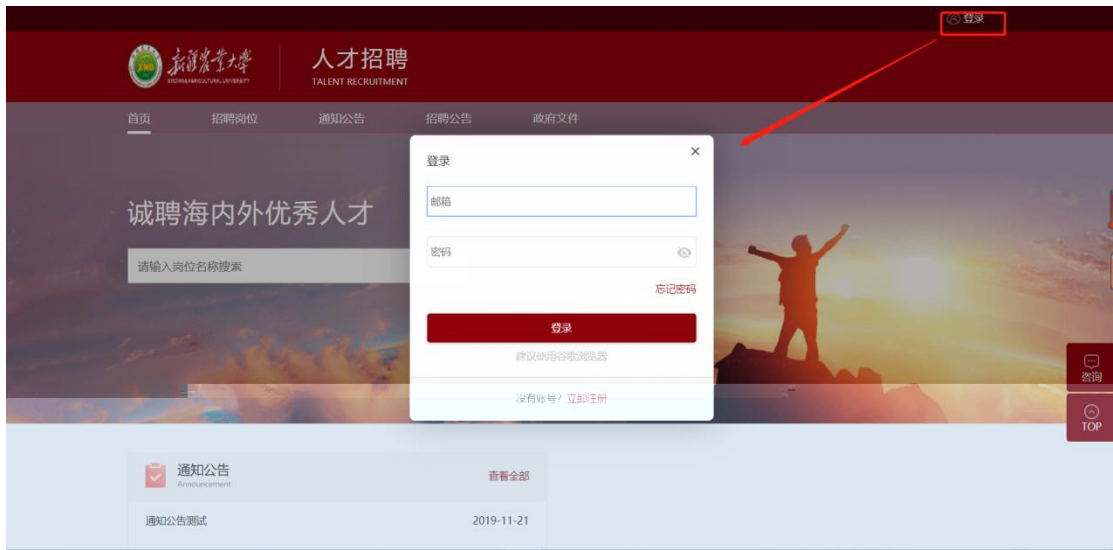 登录
新疆农业大学
XINJIANG AGRICULTURAL UNIVERSITY
人才招聘
TALENT RECRUITMENT
首页 招聘岗位 通知公告 招聘公告 政府文件
诚聘海内外优秀人才
请输入岗位名称搜索
登录
邮箱
密码
忘记密码
登录
建议使用谷歌浏览器
没有账号? 立即注册
咨询
TOP
通知公告
Announcement
查看全部
通知公告测试 2019-11-21